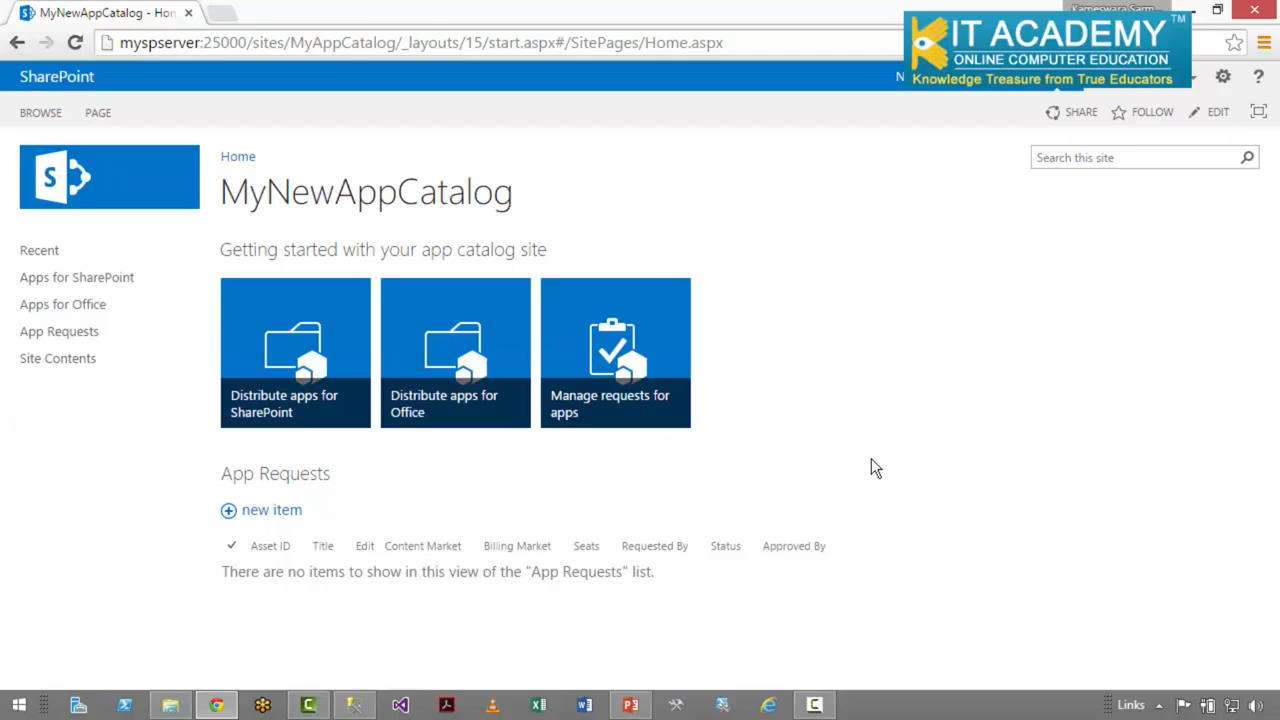 MyNewAppCatalog - Hon
myspserver:25000/sites/MyAppCatalog/_layouts/15/start.aspx#/SitePages/Home.aspx
KIT ACADEMY™
ONLINE COMPUTER EDUCATION
Knowledge Treasure from True Educators
SharePoint
N
?
BROWSE PAGE
SHARE FOLLOW EDIT
S
Home
Search this site
MyNewAppCatalog
Recent
Apps for SharePoint
Apps for Office
App Requests
Site Contents
Getting started with your app catalog site
Distribute apps for
SharePoint
Distribute apps for
Office
Manage requests for
apps
App Requests
new item
Asset ID Title Edit Content Market Billing Market Seats Requested By Status Approved By
There are no items to show in this view of the "App Requests" list.
Links